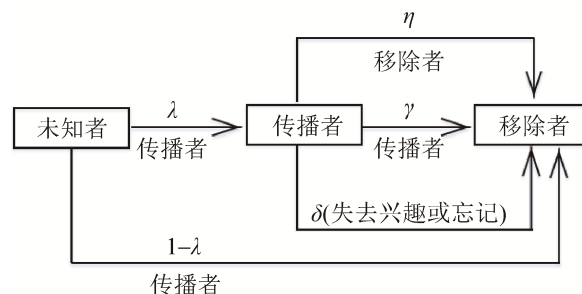 η
移除者
未知者
λ
传播者
传播者
γ
传播者
移除者
δ(失去兴趣或忘记)
1–λ
传播者